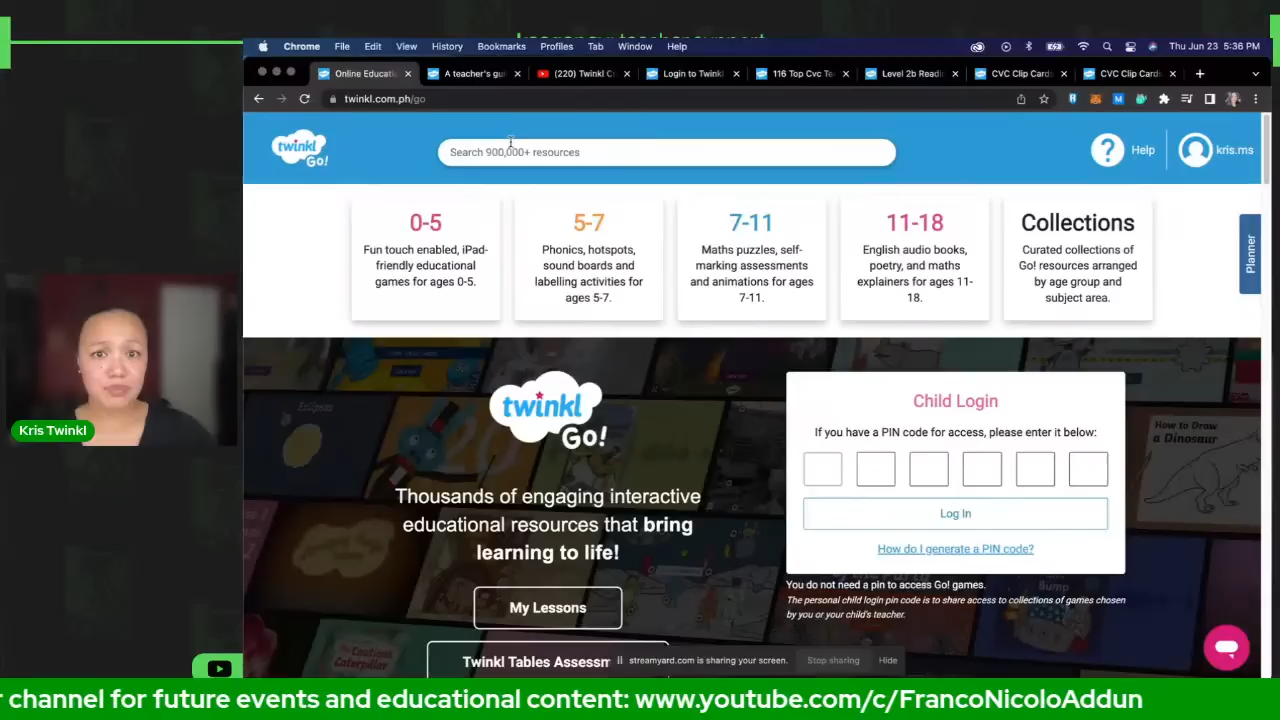 Chrome File Edit View History Bookmarks Profiles Tab Window Help Thu Jun 23 5:36 PM
Online Educati
A teacher's gui
(220) Twinkl C
Login to Twinkl
116 Top Cvc Te
Level 2b Readi
CVC Clip Cards
CVC Clip Cards
twinkl.com.ph/go
twinkl
Go!
Search 900,000+ resources
? Help
kris.ms
0-5
Fun touch enabled, iPad-
friendly educational
games for ages 0-5.
5-7
Phonics, hotspots,
sound boards and
labelling activities for
ages 5-7.
7-11
Maths puzzles, self-
marking assessments
and animations for ages
7-11.
11-18
English audio books,
poetry, and maths
explainers for ages 11-
18.
Collections
Curated collections of
Go! resources arranged
by age group and
subject area.
Planner
twinkl
Go!
Thousands of engaging interactive
educational resources that bring
learning to life!
My Lessons
Twinkl Tables Assessm
Child Login
If you have a PIN code for access, please enter it below:
Log In
How do I generate a PIN code?
You do not need a pin to access Go! games.
The personal child login pin code is to share access to collections of games chosen
by you or your child's teacher.
How to Draw
a Dinosaur
Bump
The Cautious
Caterpillar
Kris Twinkl
streamyard.com is sharing your screen. Stop sharing Hide
r channel for future events and educational content: www.youtube.com/c/FrancoNicoloAddun